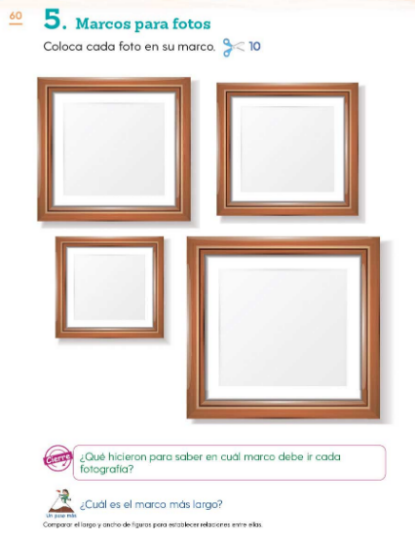 60
5. Marcos para fotos
Coloca cada foto en su marco. 10
Cierre
¿Qué hicieron para saber en cuál marco debe ir cada
fotografía?
Un paso más
¿Cuál es el marco más largo?
Comparar el largo y ancho de figuras para establecer relaciones entre ellas.